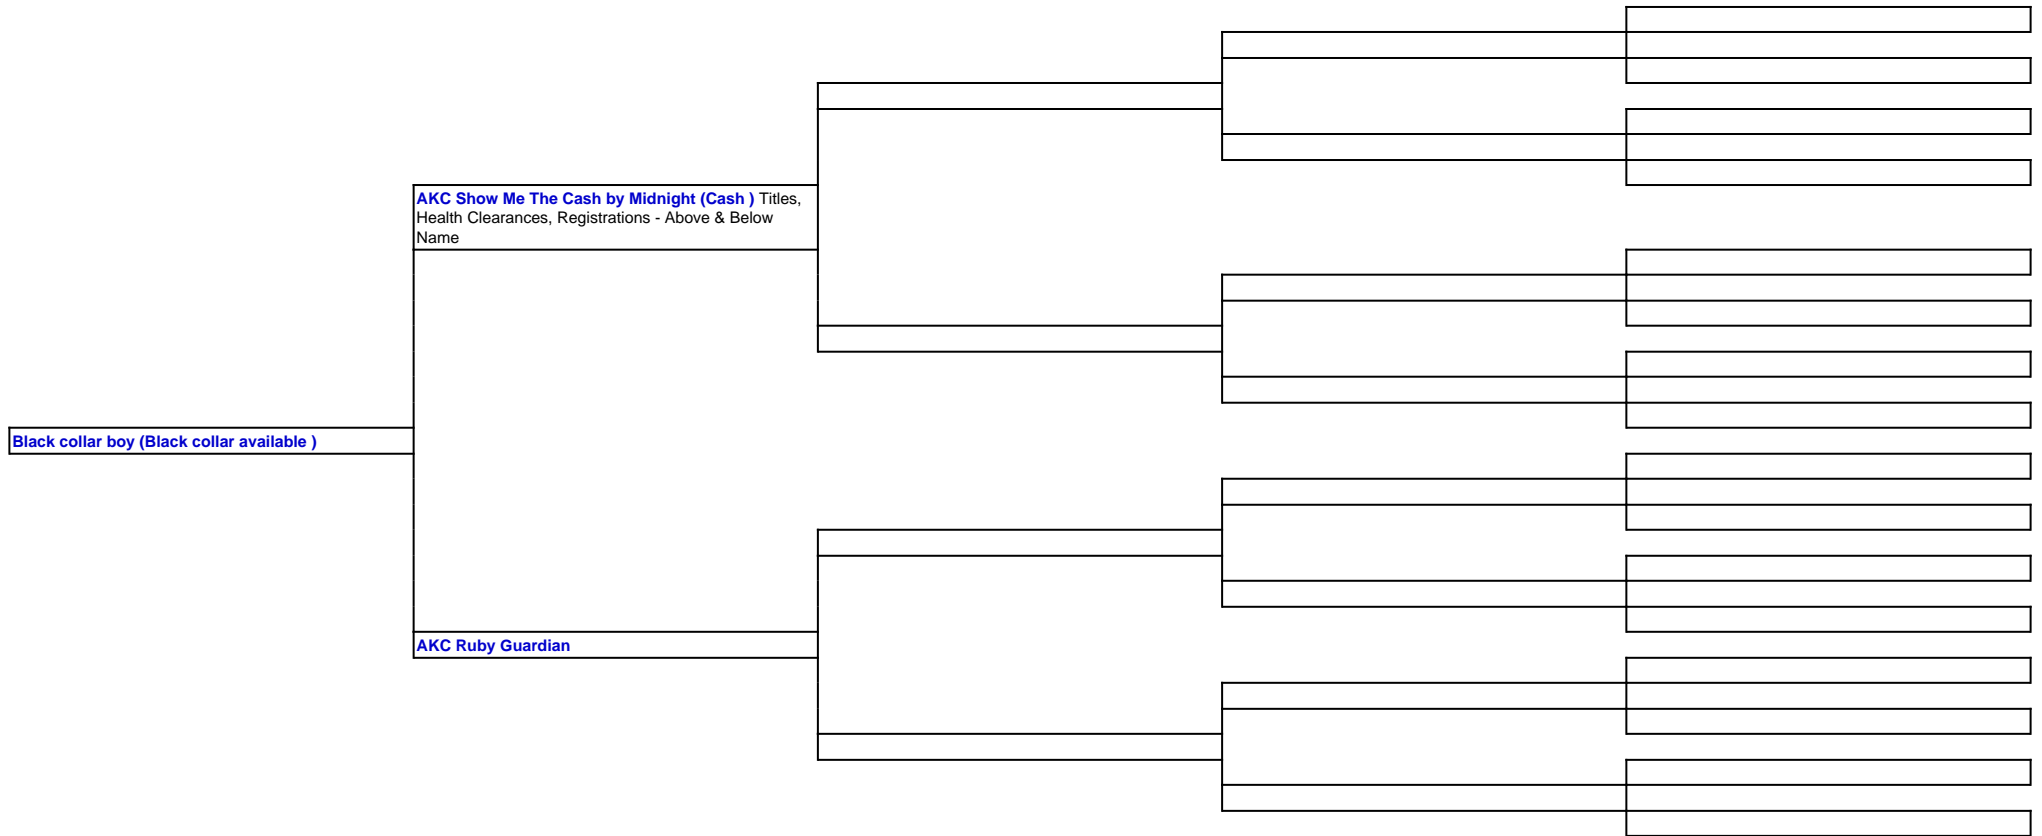 AKC Show Me The Cash by Midnight (Cash ) Titles,
Health Clearances, Registrations - Above & Below
Name
Black collar boy (Black collar available )
AKC Ruby Guardian